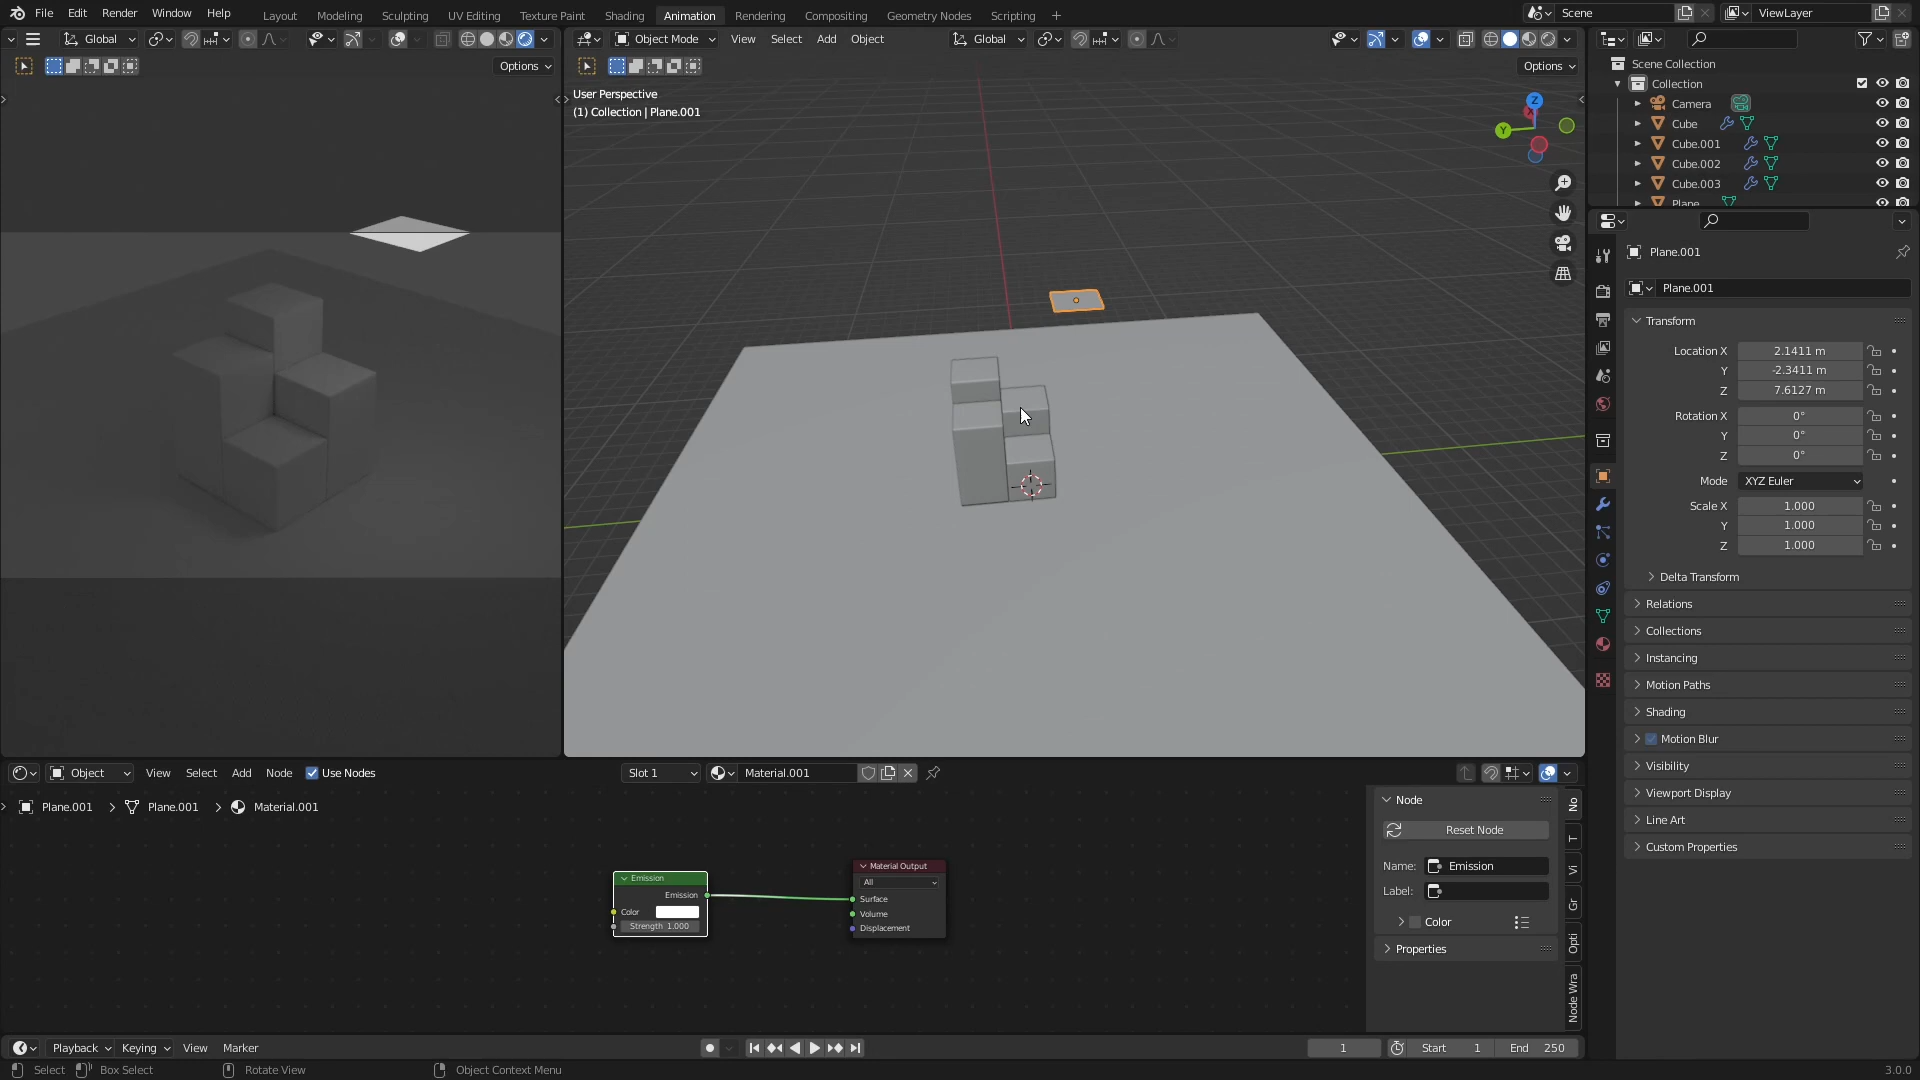 File Edit Render Window Help
Layout Modeling Sculpting UV Editing Texture Paint Shading Animation Rendering Compositing Geometry Nodes Scripting +
Scene
ViewLayer
Global
Options
Object Mode View Select Add Object
Global
Options
User Perspective
(1) Collection | Plane.001
Z
Y
Scene Collection
Collection
Camera
Cube
Cube.001
Cube.002
Cube.003
Plane
Plane.001
Plane.001
Transform
Location X 2.1411 m
Y -2.3411 m
Z 7.6127 m
Rotation X 0°
Y 0°
Z 0°
Mode XYZ Euler
Scale X 1.000
Y 1.000
Z 1.000
Delta Transform
Relations
Collections
Instancing
Motion Paths
Shading
Motion Blur
Visibility
Viewport Display
Line Art
Custom Properties
Object View Select Add Node Use Nodes
Slot 1
Material.001
Plane.001 > Plane.001 > Material.001
Emission
Emission
Color
Strength 1.000
Material Output
All
Surface
Volume
Displacement
Node
Reset Node
Name: Emission
Label:
Color
Properties
No
T
Vi
Gr
Opti
Node Wra
Playback Keying View Marker
1
Start 1
End 250
Select
Box Select
Rotate View
Object Context Menu
3.0.0